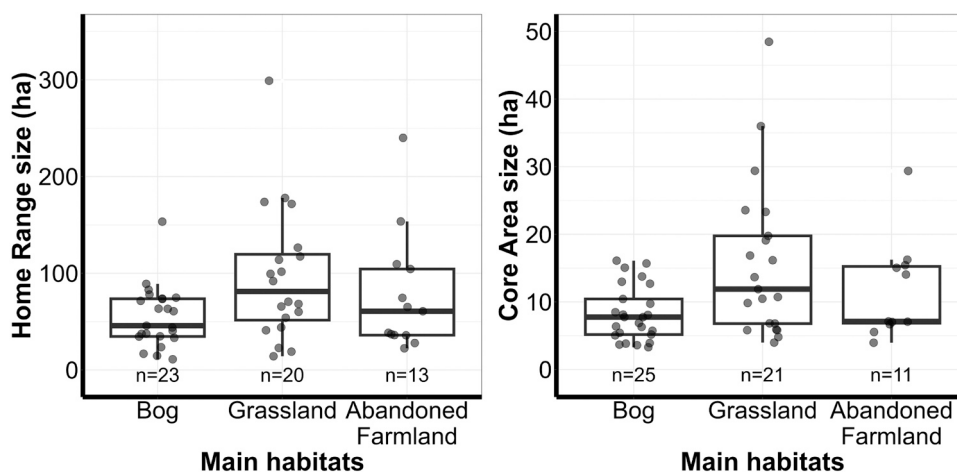 Home Range size (ha)
300
200
100
0
n=23
n=20
n=13
Bog
Grassland
Abandoned
Farmland
Main habitats
Core Area size (ha)
50
40
30
20
10
0
n=25
n=21
n=11
Bog
Grassland
Abandoned
Farmland
Main habitats